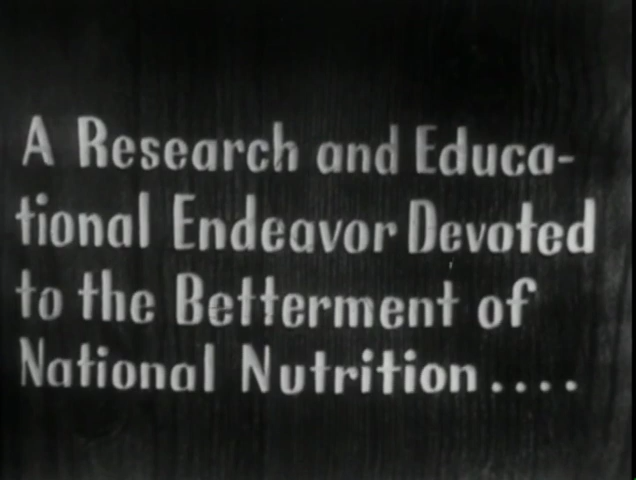 A Research and Educa-
tional Endeavor Devoted
to the Betterment of
National Nutrition....